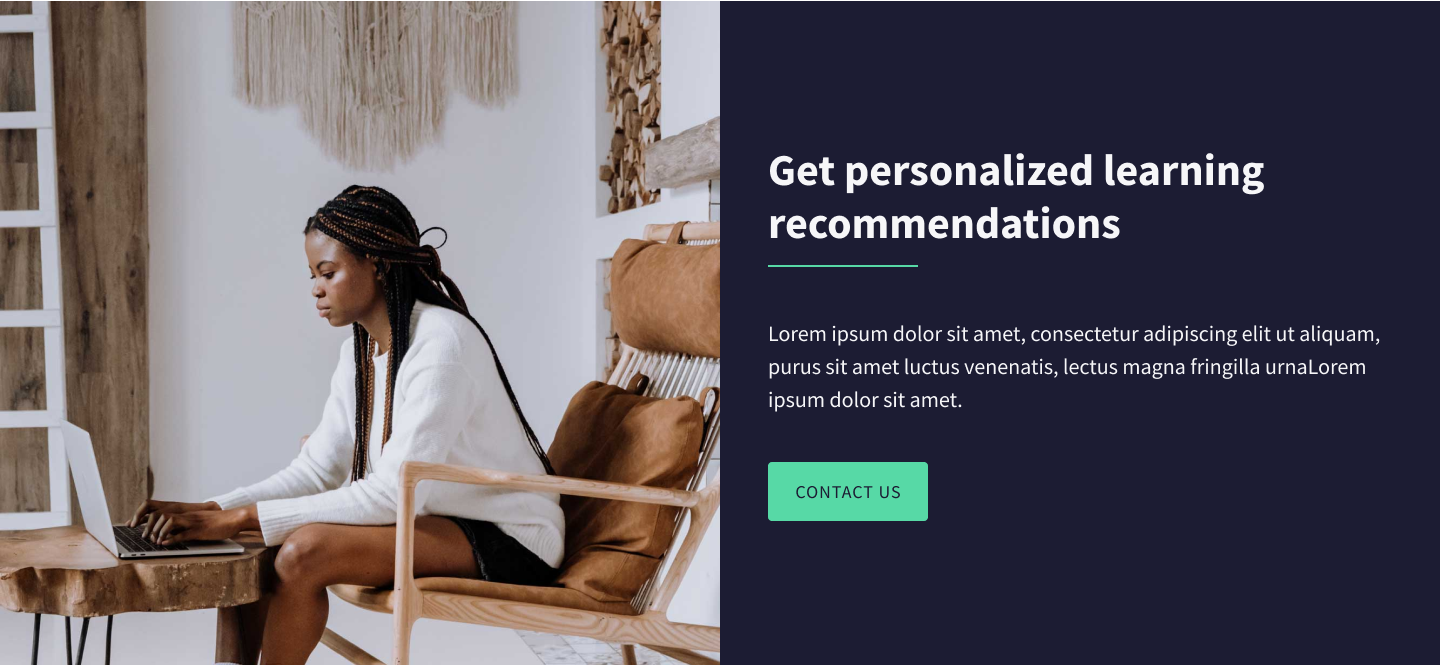 Get personalized learning
recommendations
Lorem ipsum dolor sit amet, consectetur adipiscing elit ut aliquam,
purus sit amet luctus venenatis, lectus magna fringilla urnaLorem
ipsum dolor sit amet.
CONTACT US